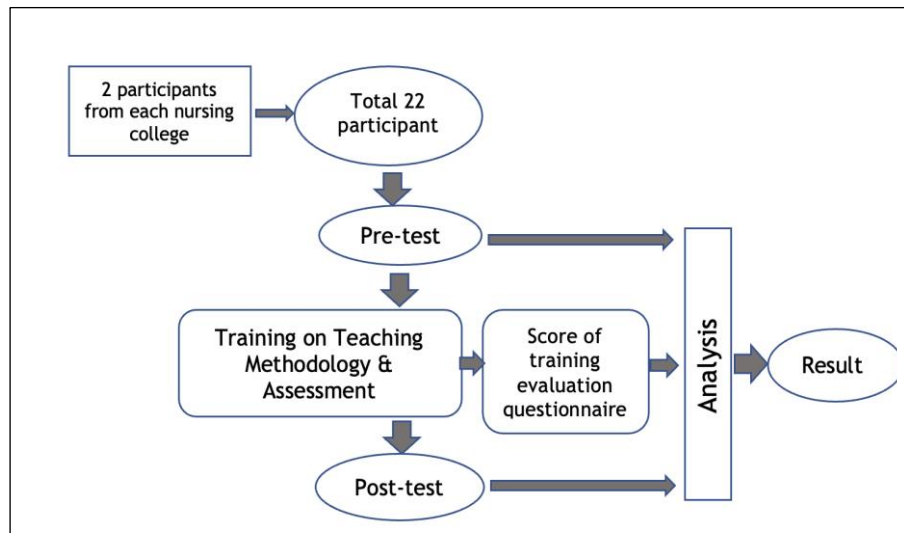 2 participants
from each nursing
college
Total 22
participant
Pre-test
Training on Teaching
Methodology &
Assessment
Score of
training
evaluation
questionnaire
Analysis
Result
Post-test